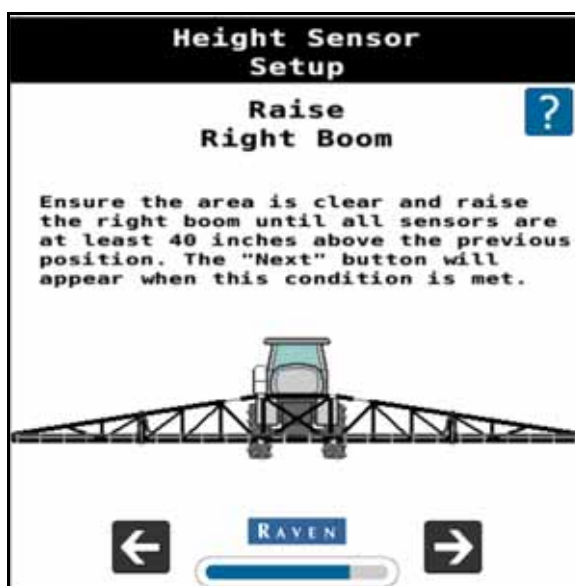 Height Sensor
Setup
Raise
Right Boom
?
Ensure the area is clear and raise
the right boom until all sensors are
at least 40 inches above the previous
position. The "Next" button will
appear when this condition is met.
RAVEN